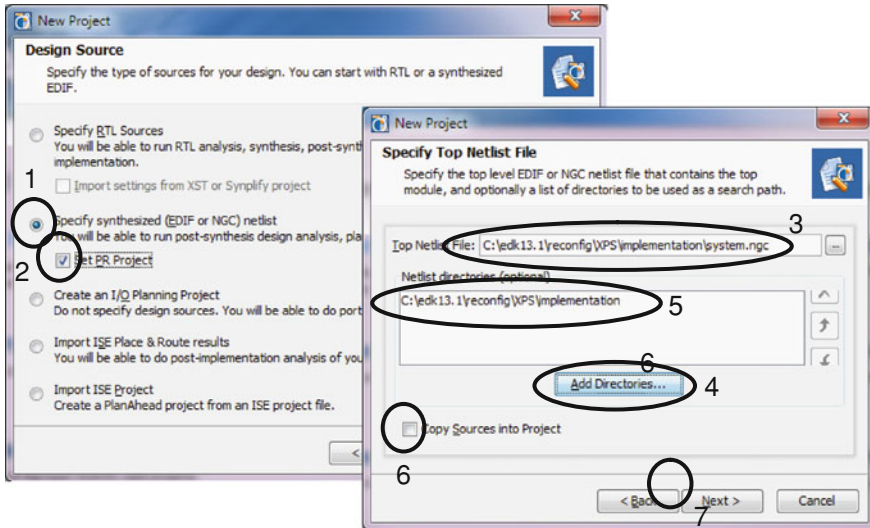 New Project
Design Source
Specify the type of sources for your design. You can start with RTL or a synthesized
EDIF.
Specify RTL Sources
You will be able to run RTL analysis, synthesis, post-synt
implementation.
Import settings from XST or Synplify project
1
Specify synthesized (EDIF or NGC) netlist
You will be able to run post-synthesis design analysis, pla
2
Set PR Project
Create an I/O Planning Project
Do not specify design sources. You will be able to do port
Import ISE Place & Route results
You will be able to do post-implementation analysis of you
Import ISE Project
Create a PlanAhead project from an ISE project file.
<
New Project
Specify Top Netlist File
Specify the top level EDIF or NGC netlist file that contains the top
module, and optionally a list of directories to be used as a search path.
3
Top Netlist File: C:\edk13.1\reconfig\XPS\implementation\system.ngc ...
Netlist directories (optional)
C:\edk13.1\reconfig\XPS\implementation
5
6
Add Directories...
4
Copy Sources into Project
6
< Back Next > Cancel
7